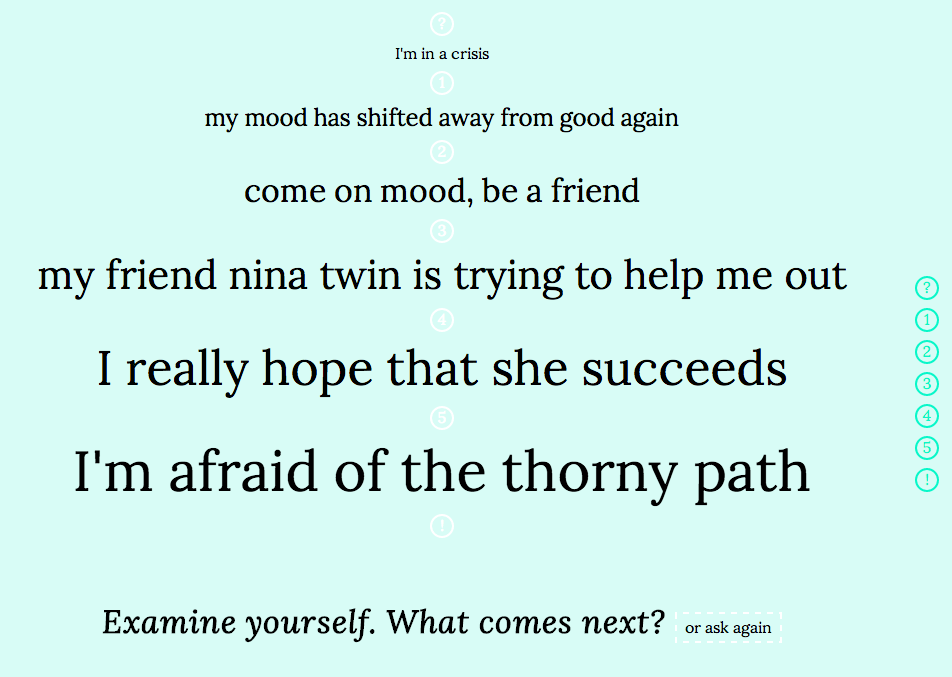 ?
I'm in a crisis
1
my mood has shifted away from good again
2
come on mood, be a friend
3
my friend nina twin is trying to help me out
4
I really hope that she succeeds
5
I'm afraid of the thorny path
!
Examine yourself. What comes next? or ask again
?
1
2
3
4
5
!